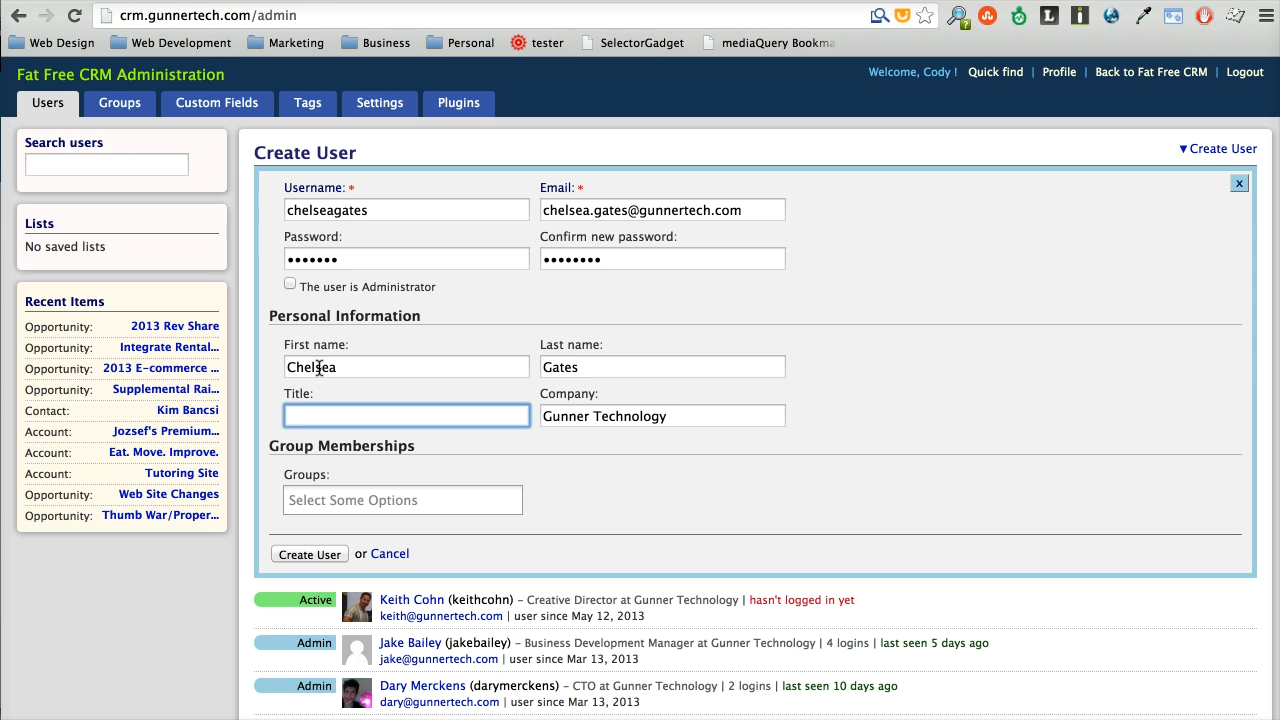 crm.gunnertech.com/admin
Web Design Web Development Marketing Business Personal tester SelectorGadget mediaQuery Bookma
Fat Free CRM Administration
Welcome, Cody ! Quick find | Profile | Back to Fat Free CRM | Logout
Users Groups Custom Fields Tags Settings Plugins
Search users
Lists
No saved lists
Recent Items
Opportunity: 2013 Rev Share
Opportunity: Integrate Rental...
Opportunity: 2013 E-commerce ...
Opportunity: Supplemental Rai...
Contact: Kim Bancsi
Account: Jozsef's Premium...
Account: Eat. Move. Improve.
Account: Tutoring Site
Opportunity: Web Site Changes
Opportunity: Thumb War/Proper...
Create User
▼Create User
x
Username: * Email: *
chelseagates chelsea.gates@gunnertech.com
Password: Confirm new password:
••••••• ••••••••
The user is Administrator
Personal Information
First name: Last name:
Chelsea Gates
Title: Company:
Gunner Technology
Group Memberships
Groups:
Select Some Options
Create User or Cancel
Active Keith Cohn (keithcohn) – Creative Director at Gunner Technology | hasn't logged in yet
keith@gunnertech.com | user since May 12, 2013
Admin Jake Bailey (jakebailey) – Business Development Manager at Gunner Technology | 4 logins | last seen 5 days ago
jake@gunnertech.com | user since Mar 13, 2013
Admin Dary Merckens (darymerckens) – CTO at Gunner Technology | 2 logins | last seen 10 days ago
dary@gunnertech.com | user since Mar 13, 2013